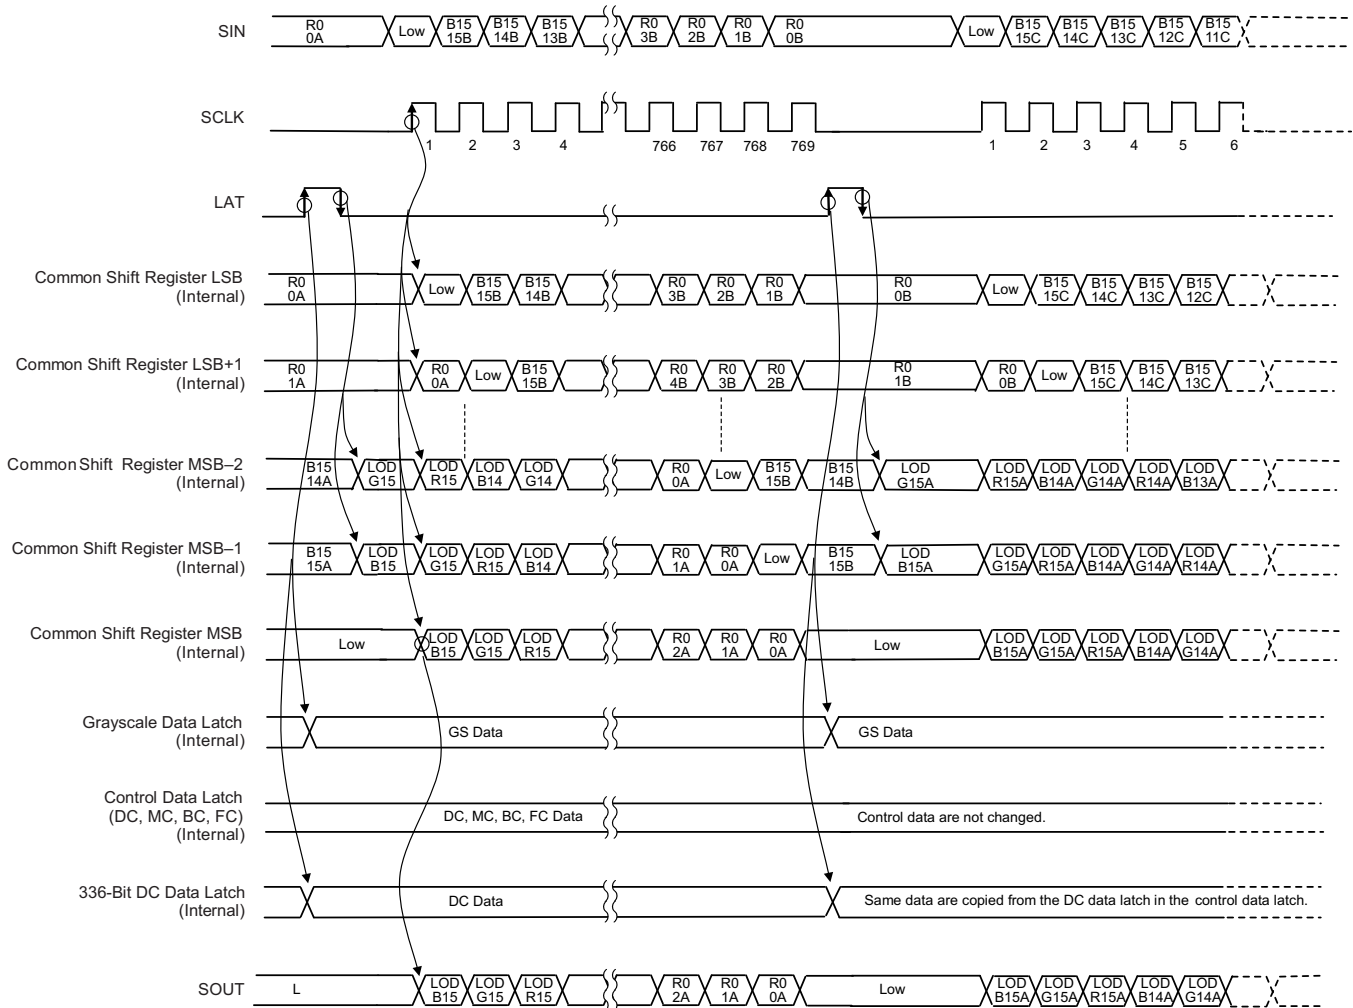 SIN
R0 0A
Low
B15 15B
B15 14B
B15 13B
R0 3B
R0 2B
R0 1B
R0 0B
Low
B15 15C
B15 14C
B15 13C
B15 12C
B15 11C
SCLK
1 2 3 4 766 767 768 769 1 2 3 4 5 6
LAT
Common Shift Register LSB
(Internal)
R0 0A
Low
B15 15B
B15 14B
R0 3B
R0 2B
R0 1B
R0 0B
Low
B15 15C
B15 14C
B15 13C
B15 12C
Common Shift Register LSB+1
(Internal)
R0 1A
R0 0A
Low
B15 15B
R0 4B
R0 3B
R0 2B
R0 1B
R0 0B
Low
B15 15C
B15 14C
B15 13C
Common Shift Register MSB–2
(Internal)
B15 14A
LOD G15
LOD R15
LOD B14
LOD G14
R0 0A
Low
B15 15B
B15 14B
LOD G15A
LOD R15A
LOD B14A
LOD G14A
LOD R14A
LOD B13A
Common Shift Register MSB–1
(Internal)
B15 15A
LOD B15
LOD G15
LOD R15
LOD B14
R0 1A
R0 0A
Low
B15 15B
LOD B15A
LOD G15A
LOD R15A
LOD B14A
LOD G14A
LOD R14A
Common Shift Register MSB
(Internal)
Low
LOD B15
LOD G15
LOD R15
R0 2A
R0 1A
R0 0A
Low
LOD B15A
LOD G15A
LOD R15A
LOD B14A
LOD G14A
Grayscale Data Latch
(Internal)
GS Data
GS Data
Control Data Latch
(DC, MC, BC, FC)
(Internal)
DC, MC, BC, FC Data
Control data are not changed.
336-Bit DC Data Latch
(Internal)
DC Data
Same data are copied from the DC data latch in the control data latch.
SOUT
L
LOD B15
LOD G15
LOD R15
R0 2A
R0 1A
R0 0A
Low
LOD B15A
LOD G15A
LOD R15A
LOD B14A
LOD G14A